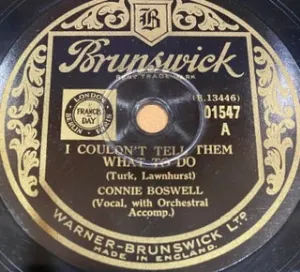 B
Brunswick
REGD TRADE MARK
(B.13446)
01547
A
LONDON
FRANCIS
DAY
I COULDN'T TELL THEM
WHAT TO DO
(Turk, Lawnhurst)
CONNIE BOSWELL
(Vocal, with Orchestral
Accomp.)
WARNER-BRUNSWICK LTD
MADE IN ENGLAND.